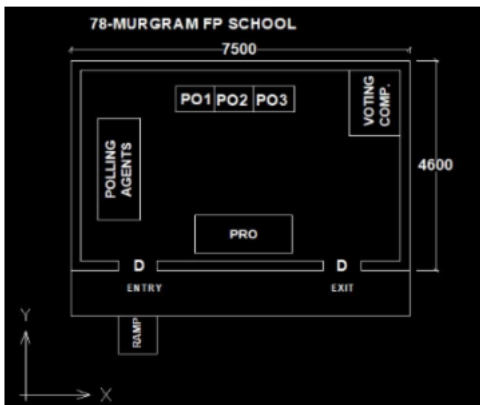 78-MURGRAM FP SCHOOL
7500
PO1 PO2 PO3
VOTING
COMP.
POLLING
AGENTS
4600
PRO
D
D
ENTRY
EXIT
RAMP
Y
X